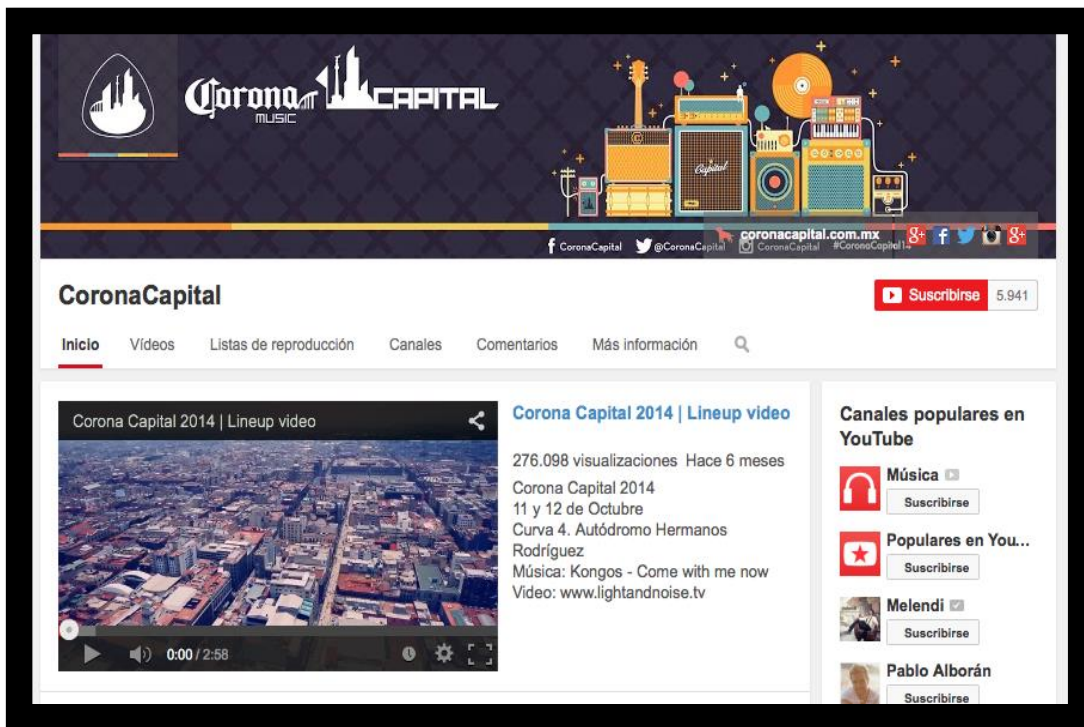 Corona MUSIC CAPITAL
Capital
coronacapital.com.mx
CoronaCapital @CoronaCapital CoronaCapital #CoronaCapital14
CoronaCapital
Suscribirse 5.941
Inicio Vídeos Listas de reproducción Canales Comentarios Más información
Corona Capital 2014 | Lineup video
0:00 / 2:58
Corona Capital 2014 | Lineup video
276.098 visualizaciones Hace 6 meses
Corona Capital 2014
11 y 12 de Octubre
Curva 4. Autódromo Hermanos
Rodríguez
Música: Kongos - Come with me now
Video: www.lightandnoise.tv
Canales populares en
YouTube
Música
Suscribirse
Populares en You...
Suscribirse
Melendi
Suscribirse
Pablo Alborán
Suscribirse